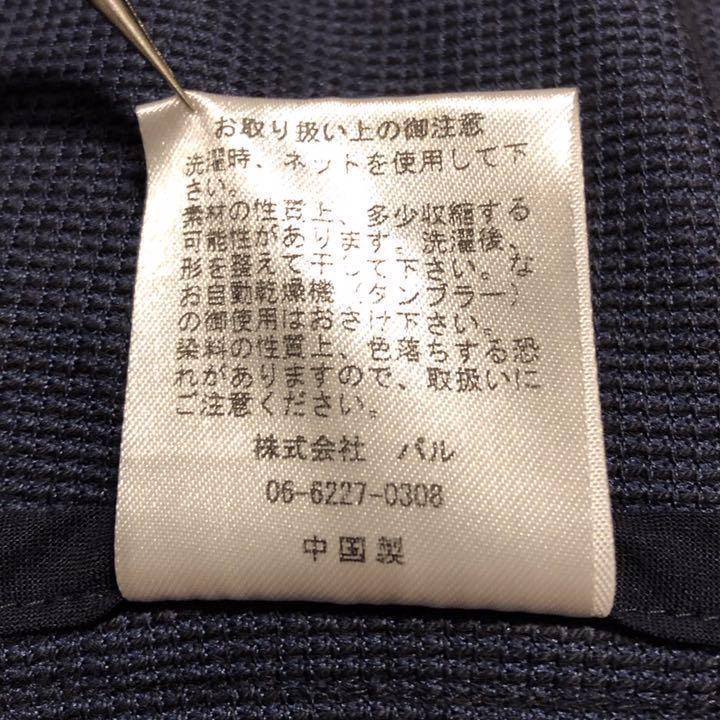 お取り扱い上の御注意
洗濯時、ネットを使用して下
さい。
素材の性質上、多少収縮する
可能性があります。洗濯後、
形を整えて干して下さい。な
お自動乾燥機（タンブラー）
の御使用はおさけ下さい。
染料の性質上、色落ちする恐
れがありますので、取扱いに
ご注意ください。
株式会社 パル
06-6227-0308
中国製